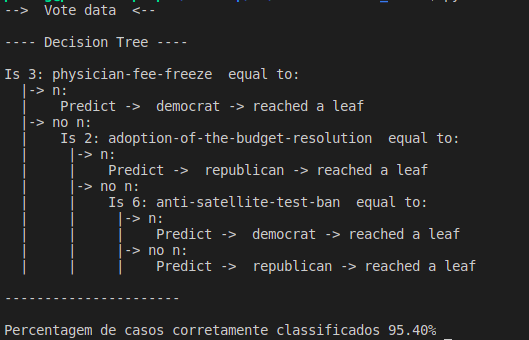 --> Vote data <--
---- Decision Tree ----
Is 3: physician-fee-freeze equal to:
|-> n:
| Predict -> democrat -> reached a leaf
|-> no n:
| Is 2: adoption-of-the-budget-resolution equal to:
| |-> n:
| | Predict -> republican -> reached a leaf
| |-> no n:
| | Is 6: anti-satellite-test-ban equal to:
| | |-> n:
| | | Predict -> democrat -> reached a leaf
| | |-> no n:
| | | Predict -> republican -> reached a leaf
----------------------
Percentagem de casos corretamente classificados 95.40%